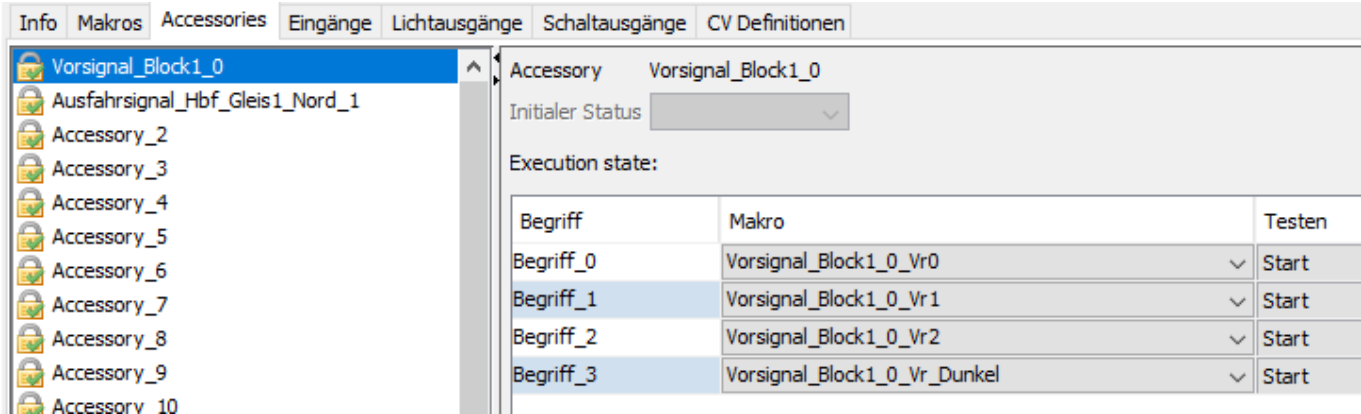 Info Makros Accessories Eingänge Lichtausgänge Schaltausgänge CV Definitionen
Vorsignal_Block1_0
Ausfahrsignal_Hbf_Gleis1_Nord_1
Accessory_2
Accessory_3
Accessory_4
Accessory_5
Accessory_6
Accessory_7
Accessory_8
Accessory_9
Accessory_10
Accessory Vorsignal_Block1_0
Initialer Status
Execution state:
Begriff Makro Testen
Begriff_0 Vorsignal_Block1_0_Vr0 Start
Begriff_1 Vorsignal_Block1_0_Vr1 Start
Begriff_2 Vorsignal_Block1_0_Vr2 Start
Begriff_3 Vorsignal_Block1_0_Vr_Dunkel Start